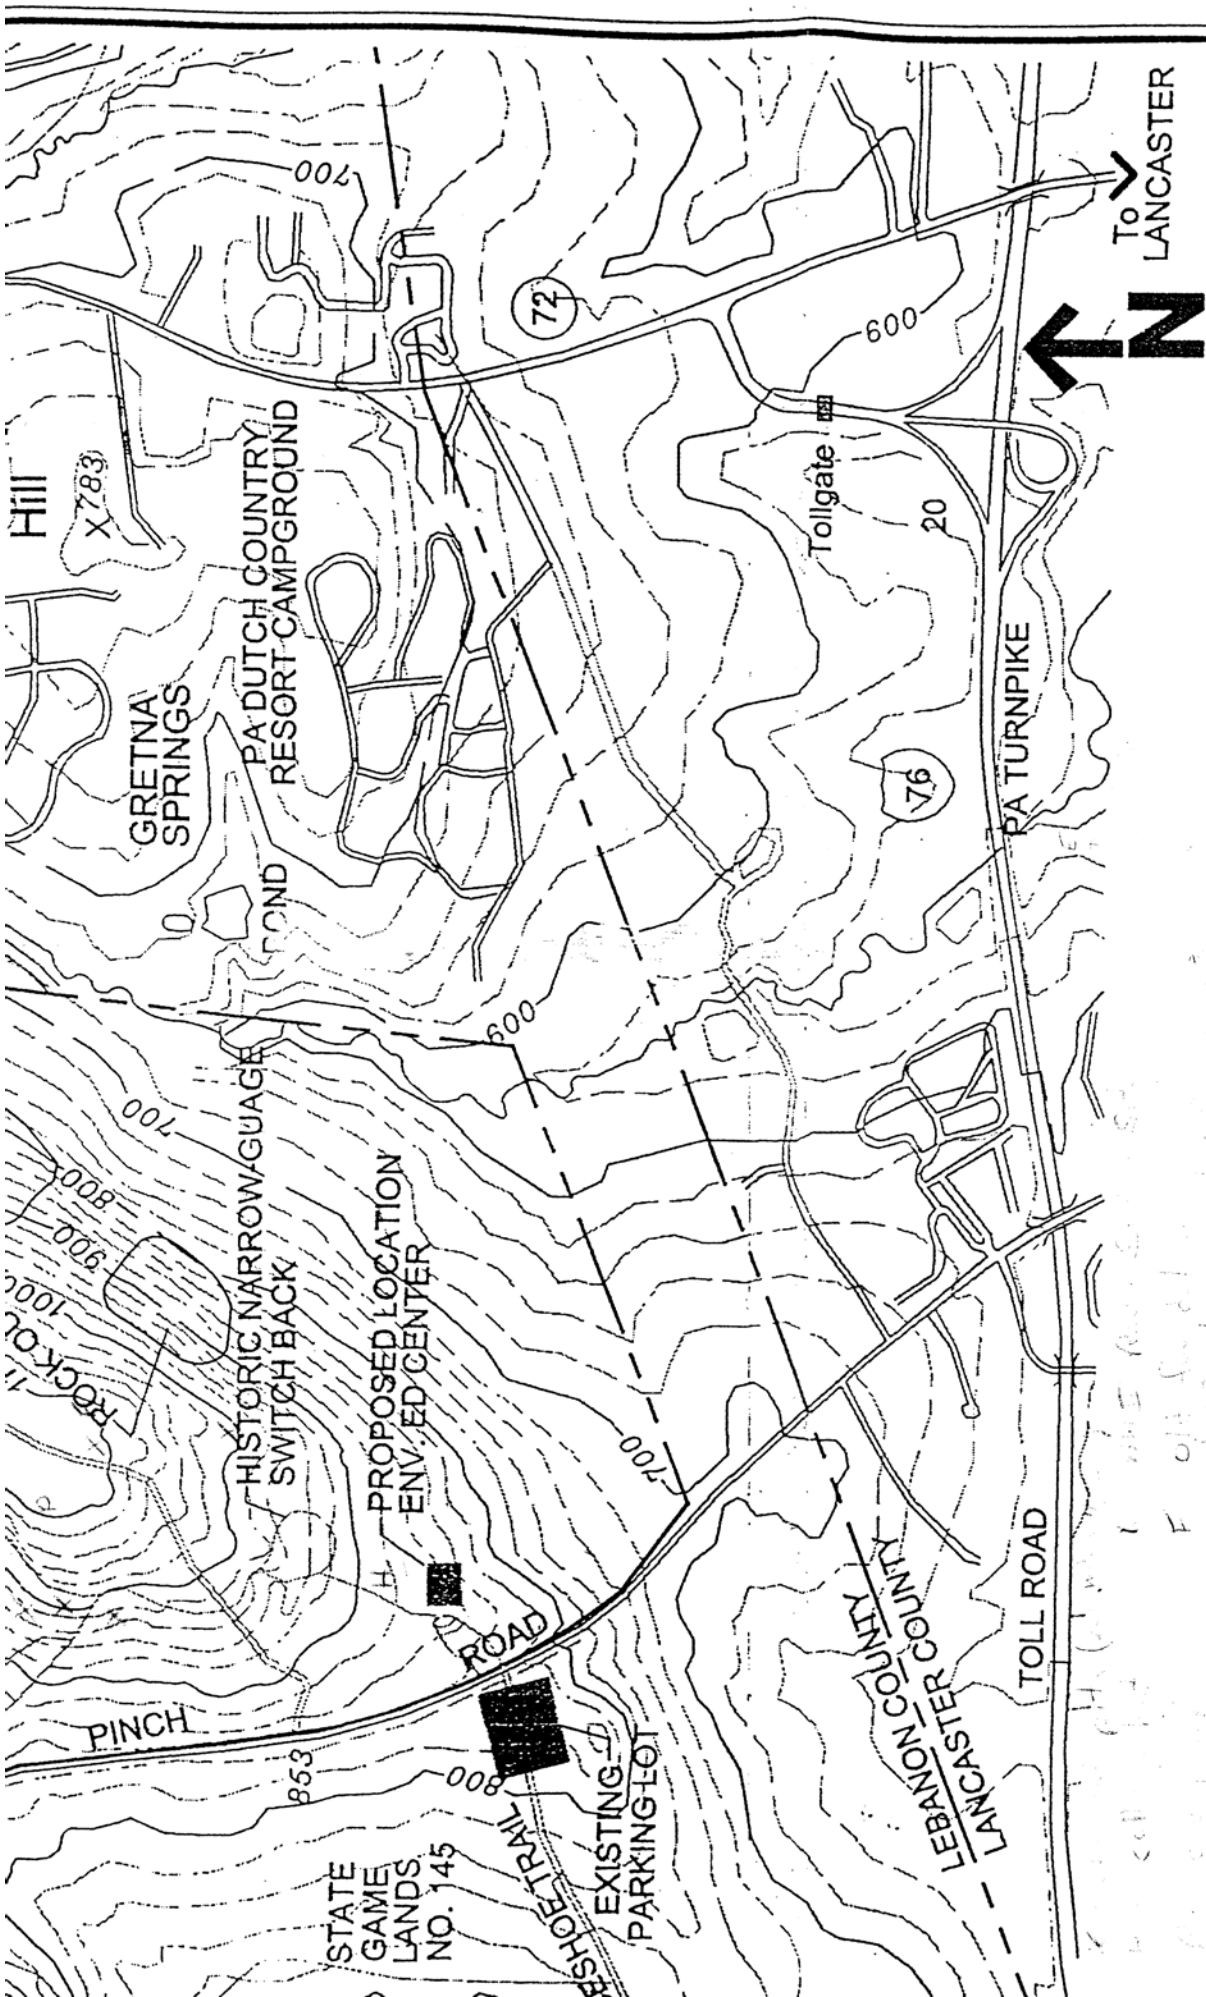 Hill
X 783
700
GRETNA
SPRINGS
PA DUTCH COUNTRY
RESORT CAMPGROUND
POND
72
600
To
LANCASTER
N
Tollgate
20
76
PA TURNPIKE
600
700
800
900
1000
HISTORIC NARROW GUAGE
SWITCH BACK
PROPOSED LOCATION
ENV. ED CENTER
700
PINCH
ROAD
853
800
STATE
GAME
LANDS
NO. 145
ESHOE TRAIL
EXISTING
PARKING LOT
LEBANON COUNTY
LANCASTER COUNTY
TOLL ROAD